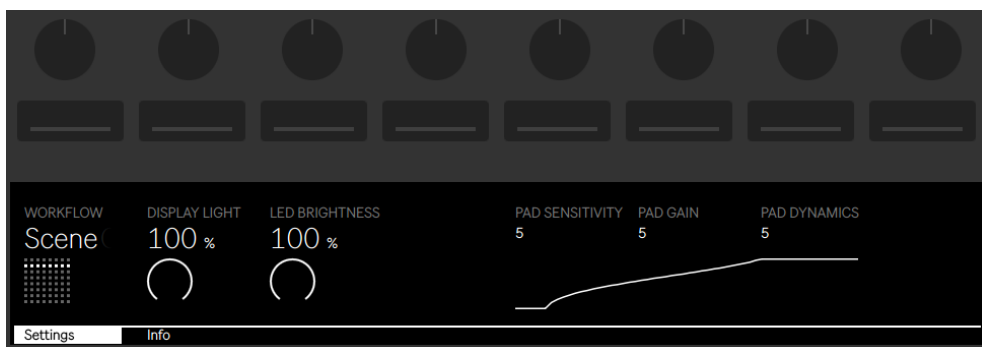 WORKFLOW DISPLAY LIGHT LED BRIGHTNESS PAD SENSITIVITY PAD GAIN PAD DYNAMICS
Scene 100 % 100 % 5 5 5
Settings Info